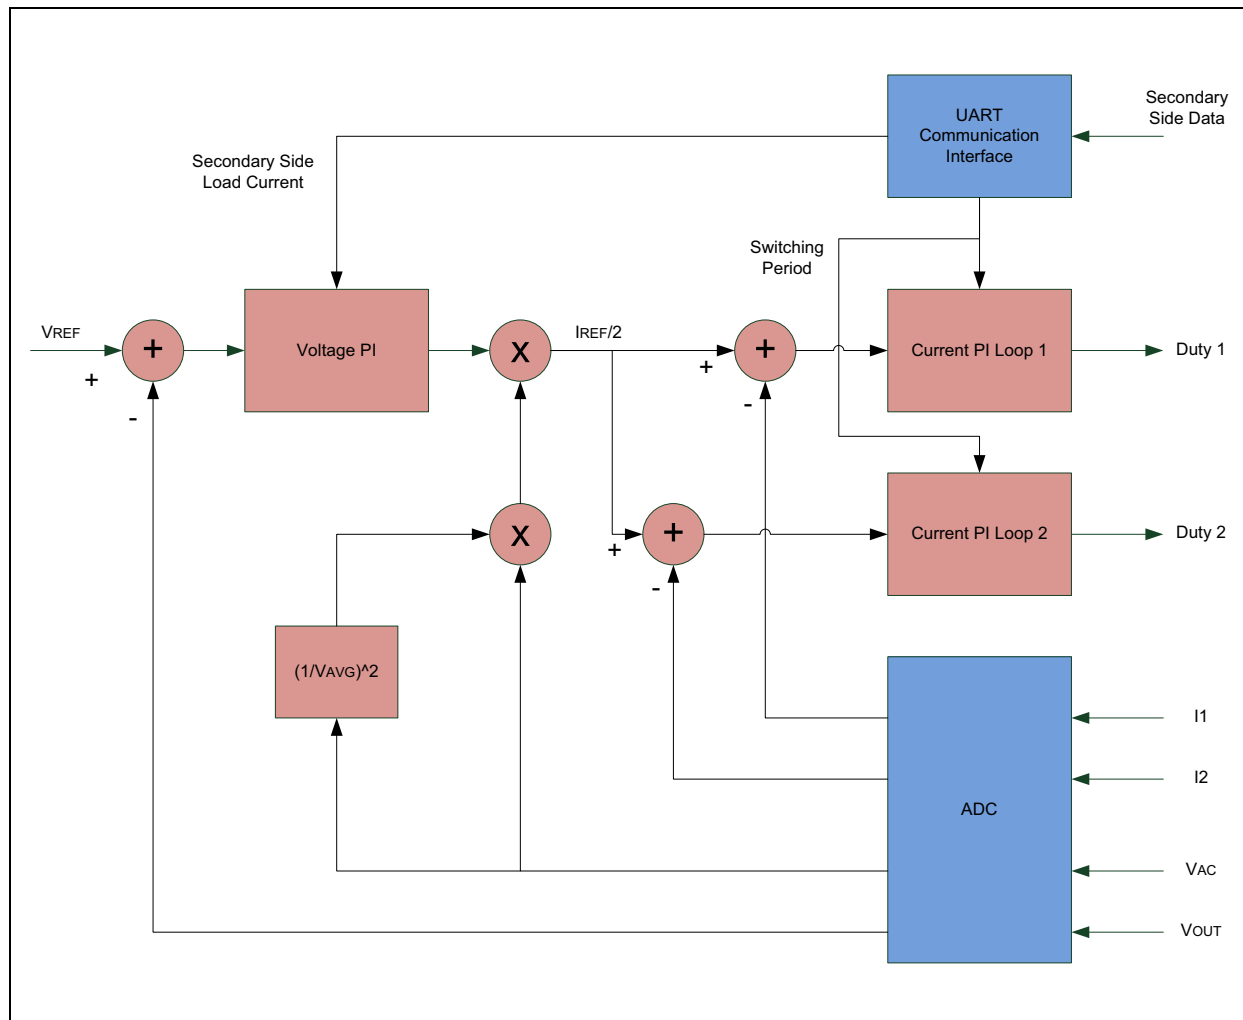 UART
Communication
Interface
Secondary
Side Data
Secondary Side
Load Current
Switching
Period
VREF
+
+
-
Voltage PI
X
IREF/2
+
+
-
Current PI Loop 1
Duty 1
X
+
+
-
Current PI Loop 2
Duty 2
(1/VAVG)^2
ADC
I1
I2
VAC
VOUT